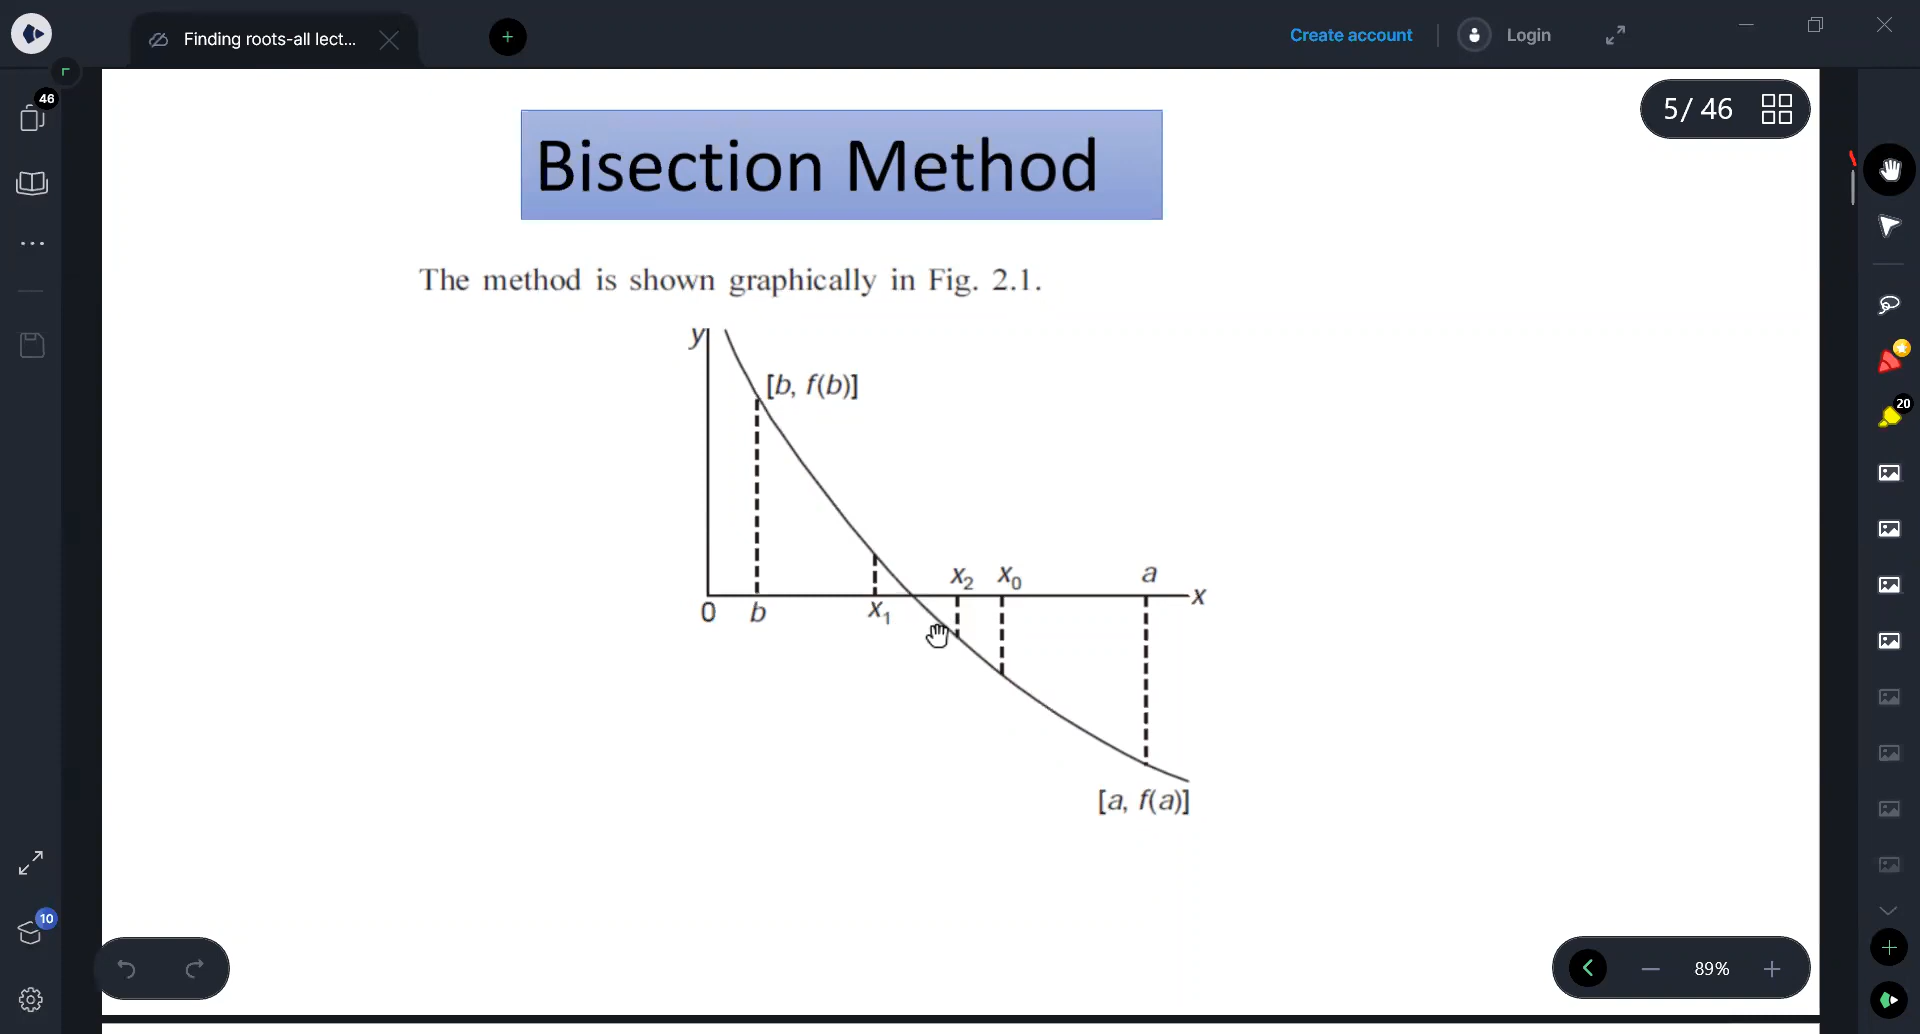 Finding roots-all lect...
Create account
Login
46
5/ 46
Bisection Method
The method is shown graphically in Fig. 2.1.
y
[b, f(b)]
x₂ x₀ a
x
0 b x₁
[a, f(a)]
20
10
89%